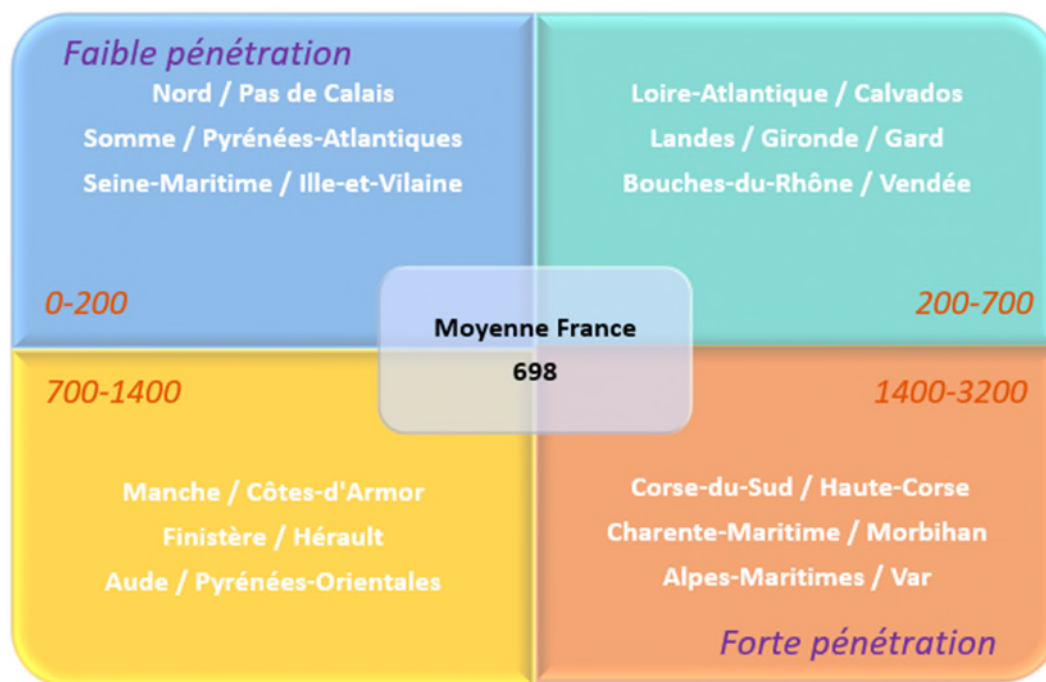 Faible pénétration
Nord / Pas de Calais
Somme / Pyrénées-Atlantiques
Seine-Maritime / Ille-et-Vilaine
0-200
Loire-Atlantique / Calvados
Landes / Gironde / Gard
Bouches-du-Rhône / Vendée
200-700
Moyenne France
698
700-1400
Manche / Côtes-d'Armor
Finistère / Hérault
Aude / Pyrénées-Orientales
1400-3200
Corse-du-Sud / Haute-Corse
Charente-Maritime / Morbihan
Alpes-Maritimes / Var
Forte pénétration